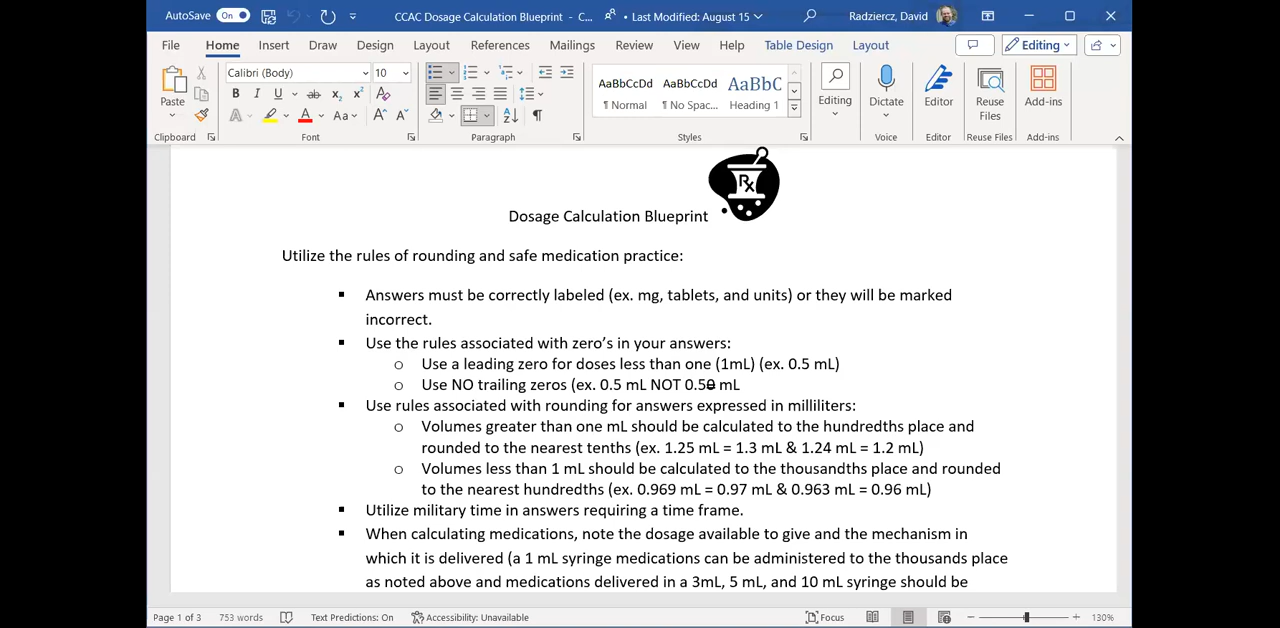 AutoSave On CCAC Dosage Calculation Blueprint - C... • Last Modified: August 15 Radziercz, David
File Home Insert Draw Design Layout References Mailings Review View Help Table Design Layout Editing
Calibri (Body) 10
AaBbCcDd AaBbCcDd AaBbC
Paste
B I U ab x₂ x²
¶ Normal ¶ No Spac... Heading 1
Editing Dictate Editor Reuse Files Add-ins
A A Aa A A
Clipboard Font Paragraph Styles Voice Editor Reuse Files Add-ins
Rx
Dosage Calculation Blueprint
Utilize the rules of rounding and safe medication practice:
▪ Answers must be correctly labeled (ex. mg, tablets, and units) or they will be marked
incorrect.
▪ Use the rules associated with zero's in your answers:
o Use a leading zero for doses less than one (1mL) (ex. 0.5 mL)
o Use NO trailing zeros (ex. 0.5 mL NOT 0.50 mL
▪ Use rules associated with rounding for answers expressed in milliliters:
o Volumes greater than one mL should be calculated to the hundredths place and
rounded to the nearest tenths (ex. 1.25 mL = 1.3 mL & 1.24 mL = 1.2 mL)
o Volumes less than 1 mL should be calculated to the thousandths place and rounded
to the nearest hundredths (ex. 0.969 mL = 0.97 mL & 0.963 mL = 0.96 mL)
▪ Utilize military time in answers requiring a time frame.
▪ When calculating medications, note the dosage available to give and the mechanism in
which it is delivered (a 1 mL syringe medications can be administered to the thousands place
as noted above and medications delivered in a 3mL, 5 mL, and 10 mL syringe should be
Page 1 of 3 753 words Text Predictions: On Accessibility: Unavailable Focus 130%